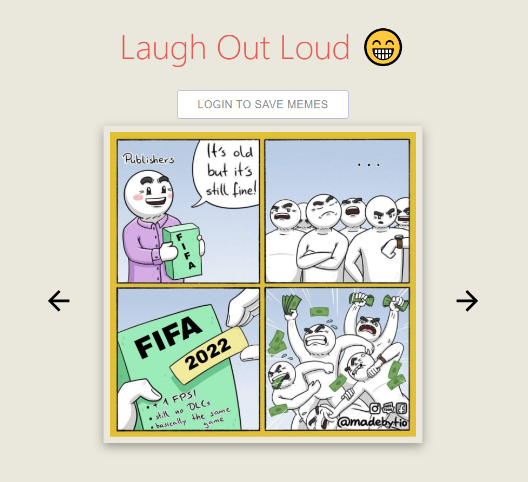 Laugh Out Loud
LOGIN TO SAVE MEMES
Publishers
It's old
but it's
still fine!
FIFA
...
FIFA
2022
• + 1 FPS!
• still no DLCs
• basically the same
game
@madebytio